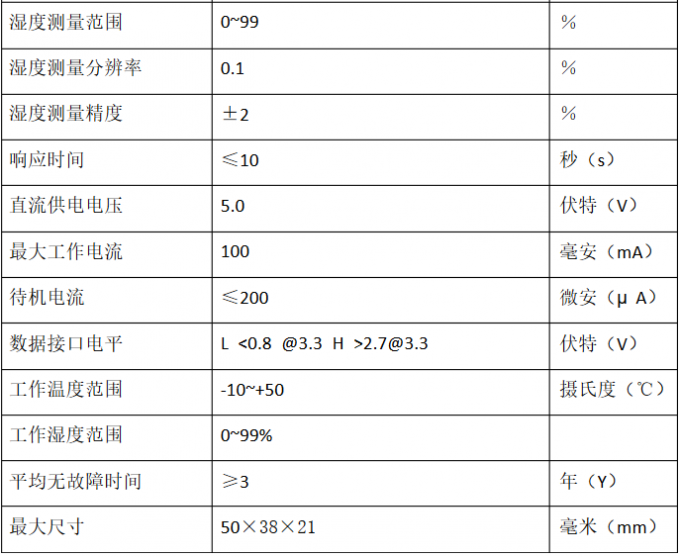 湿度测量范围 0~99 %
湿度测量分辨率 0.1 %
湿度测量精度 ±2 %
响应时间 ≤10 秒（s）
直流供电电压 5.0 伏特（V）
最大工作电流 100 毫安（mA）
待机电流 ≤200 微安（μ A）
数据接口电平 L <0.8 @3.3 H >2.7@3.3 伏特（V）
工作温度范围 -10~+50 摄氏度（℃）
工作湿度范围 0~99%
平均无故障时间 ≥3 年（Y）
最大尺寸 50×38×21 毫米（mm）